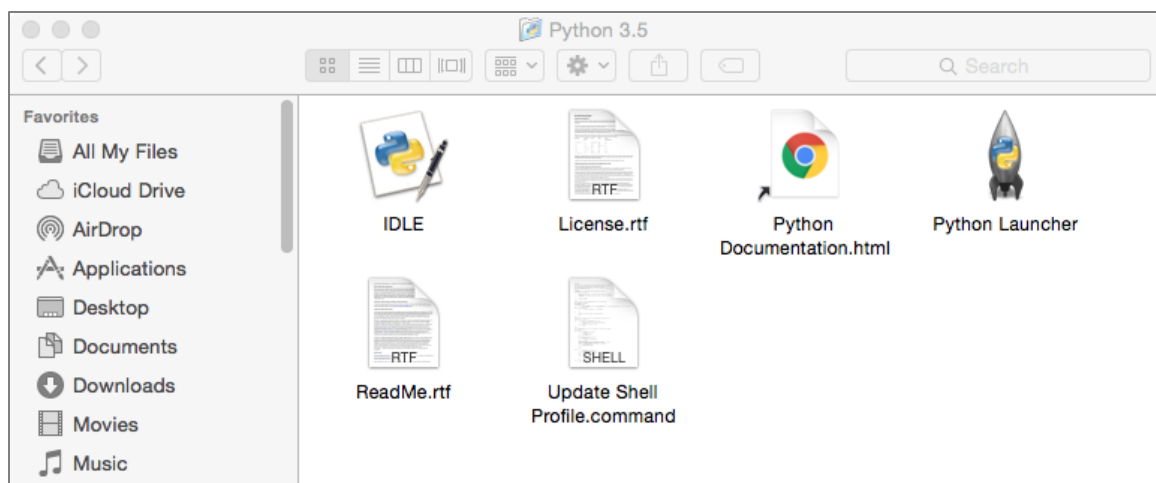 Python 3.5
Search
Favorites
All My Files
iCloud Drive
AirDrop
Applications
Desktop
Documents
Downloads
Movies
Music
IDLE
RTF
License.rtf
Python
Documentation.html
Python Launcher
RTF
ReadMe.rtf
SHELL
Update Shell
Profile.command